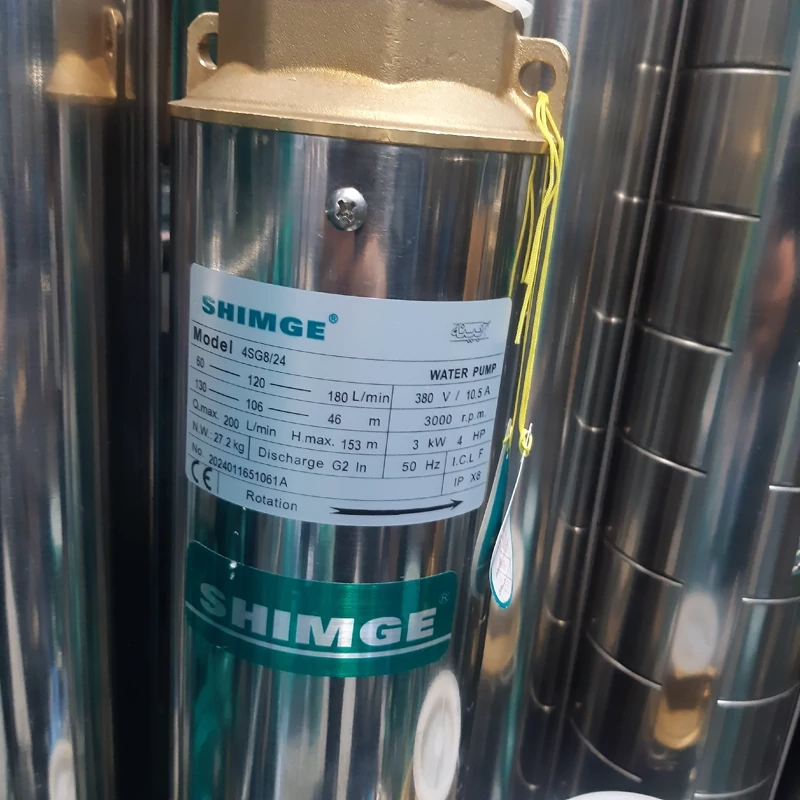 SHIMGE®
آبینه
Model 4SG8/24
WATER PUMP
60 — 120 — 180 L/min
380 V / 10.5 A
130 — 106 — 46 m
3000 r.p.m.
Q.max. 200 L/min H.max. 153 m
3 kW 4 HP
N.W. 27.2 kg Discharge G2 In
50 Hz I.C.L F
No. 2024011651061A
IP X8
CE Rotation
SHIMGE®